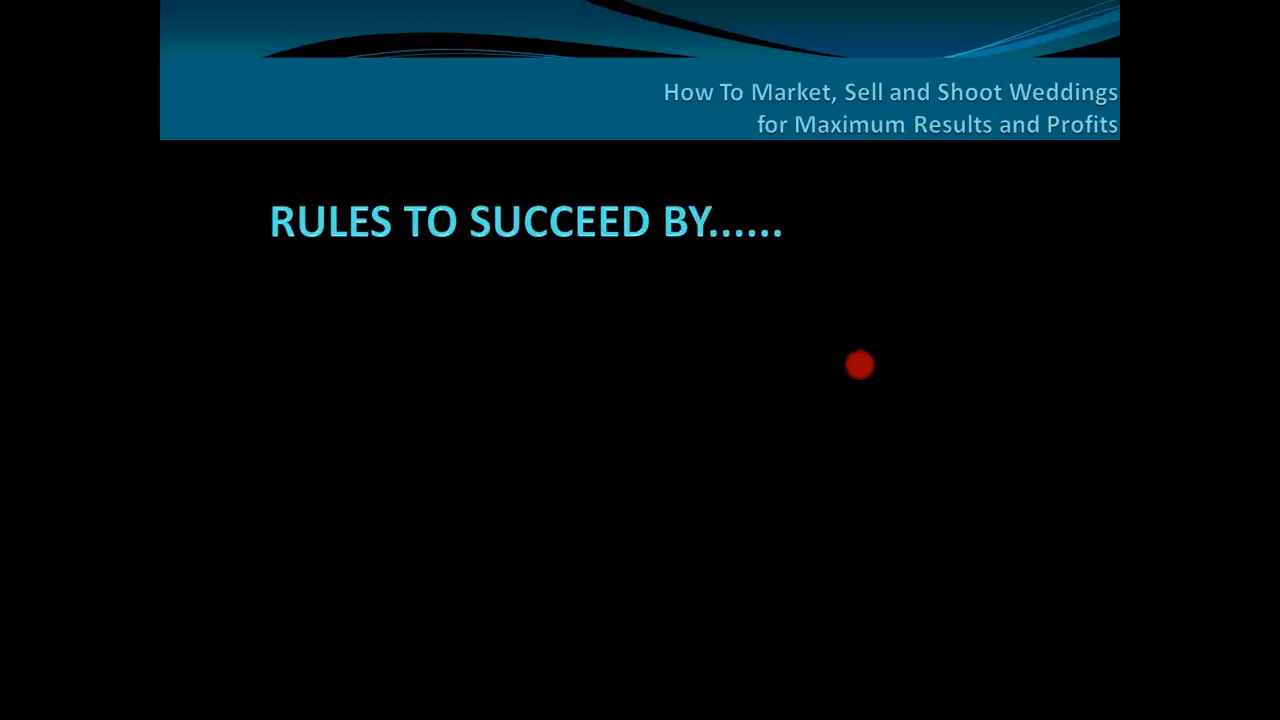 How To Market, Sell and Shoot Weddings
for Maximum Results and Profits
RULES TO SUCCEED BY......